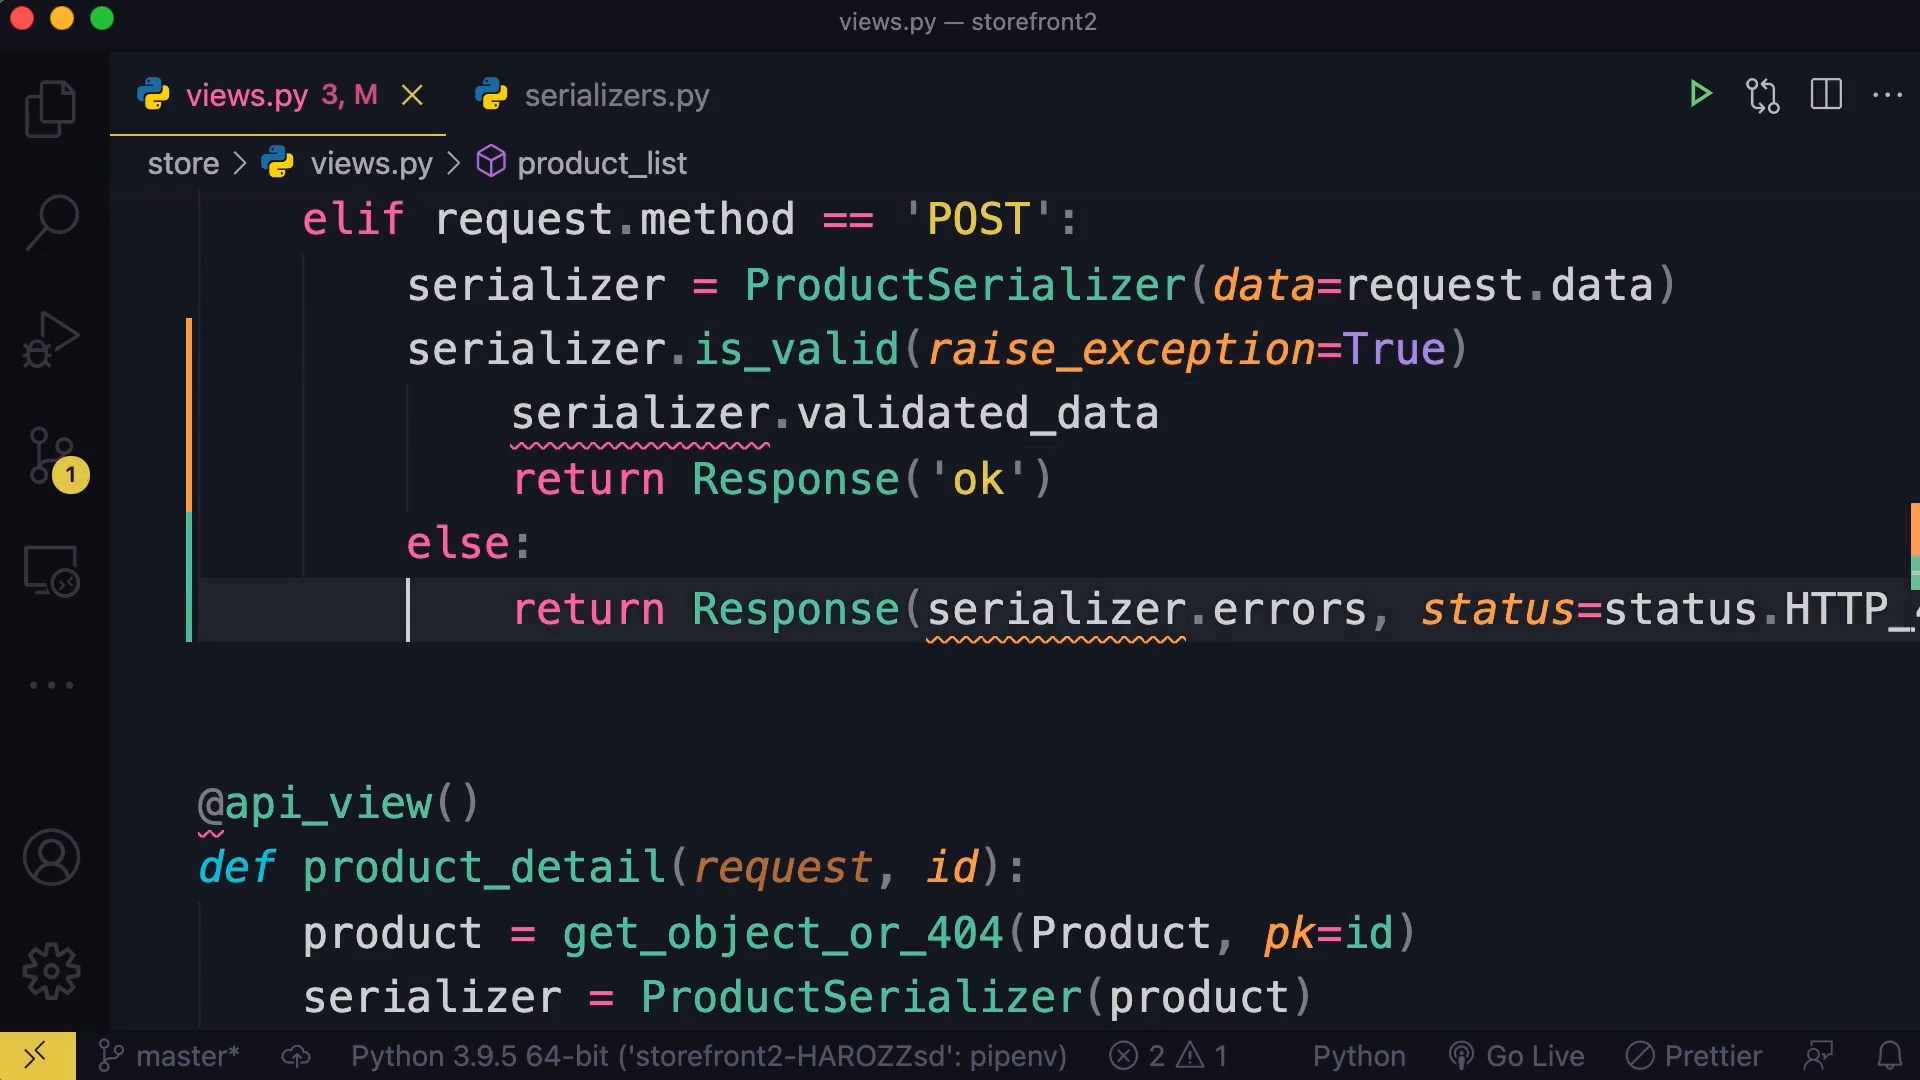 views.py — storefront2
views.py 3, M
serializers.py
store > views.py > product_list
elif request.method == 'POST':
serializer = ProductSerializer(data=request.data)
serializer.is_valid(raise_exception=True)
serializer.validated_data
return Response('ok')
else:
return Response(serializer.errors, status=status.HTTP_
1
@api_view()
def product_detail(request, id):
product = get_object_or_404(Product, pk=id)
serializer = ProductSerializer(product)
master* Python 3.9.5 64-bit ('storefront2-HAROZZsd': pipenv) 2 1 Python Go Live Prettier